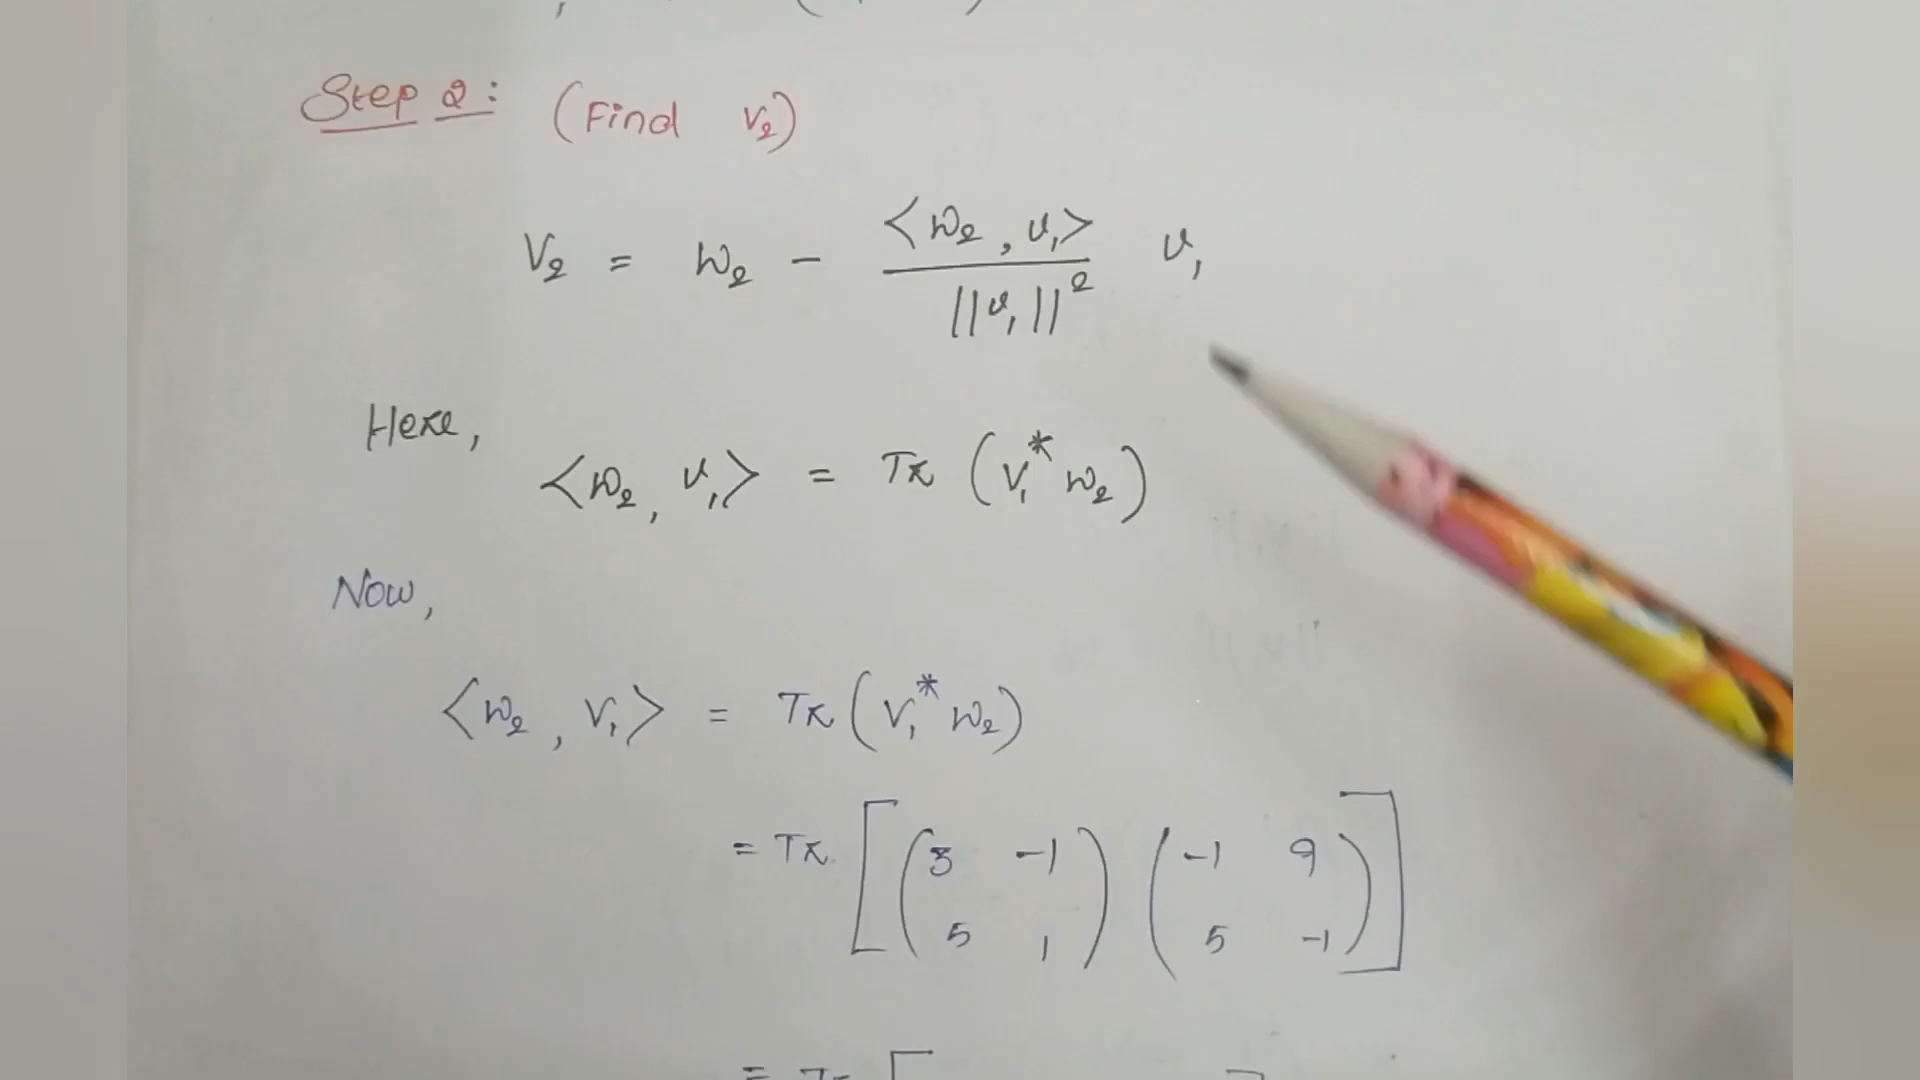 Step 2: (Find V₂)
V₂ = w₂ - <w₂, v₁> / ||v₁||² v₁
Here,
<w₂, v₁> = Tr (V₁* w₂)
Now,
<w₂, V₁> = Tr (V₁* w₂)
= Tr [ (3 -1
5 1) (-1 9
5 -1) ]